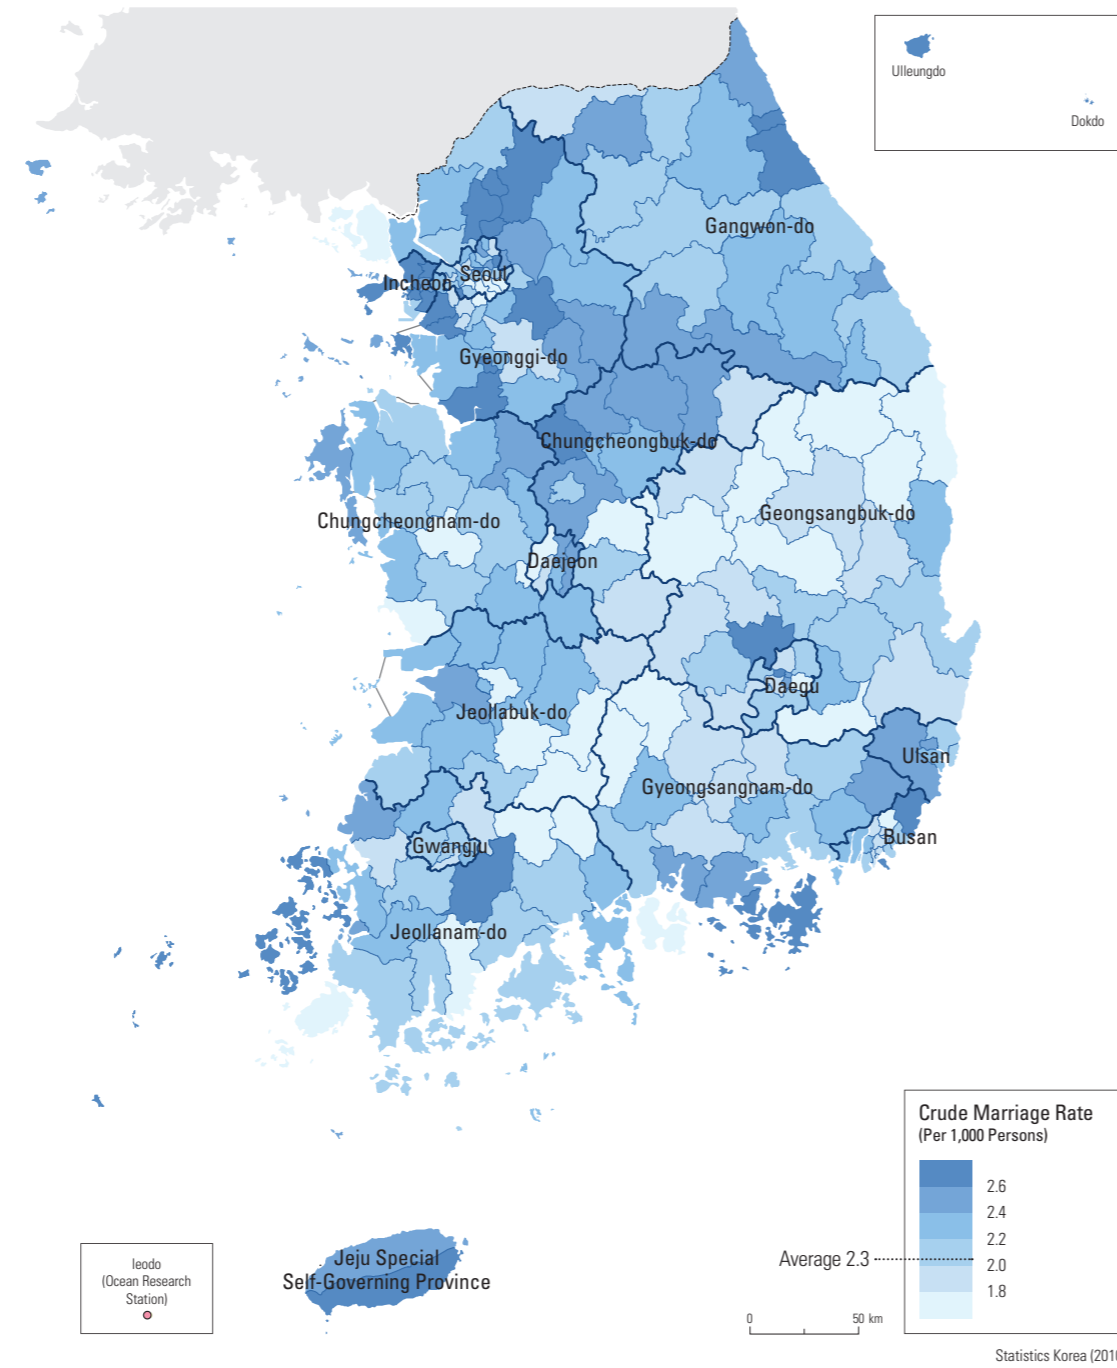 Ulleungdo
Dokdo
Gangwon-do
Seoul
Incheon
Gyeonggi-do
Chungcheongbuk-do
Geongsangbuk-do
Chungcheongnam-do
Daejeon
Daegu
Jeollabuk-do
Ulsan
Gyeongsangnam-do
Busan
Gwangju
Jeollanam-do
Crude Marriage Rate
(Per 1,000 Persons)
2.6
2.4
2.2
2.0
1.8
Average 2.3
Jeju Special
Self-Governing Province
Ieodo
(Ocean Research
Station)
0 50 km
Statistics Korea (2016